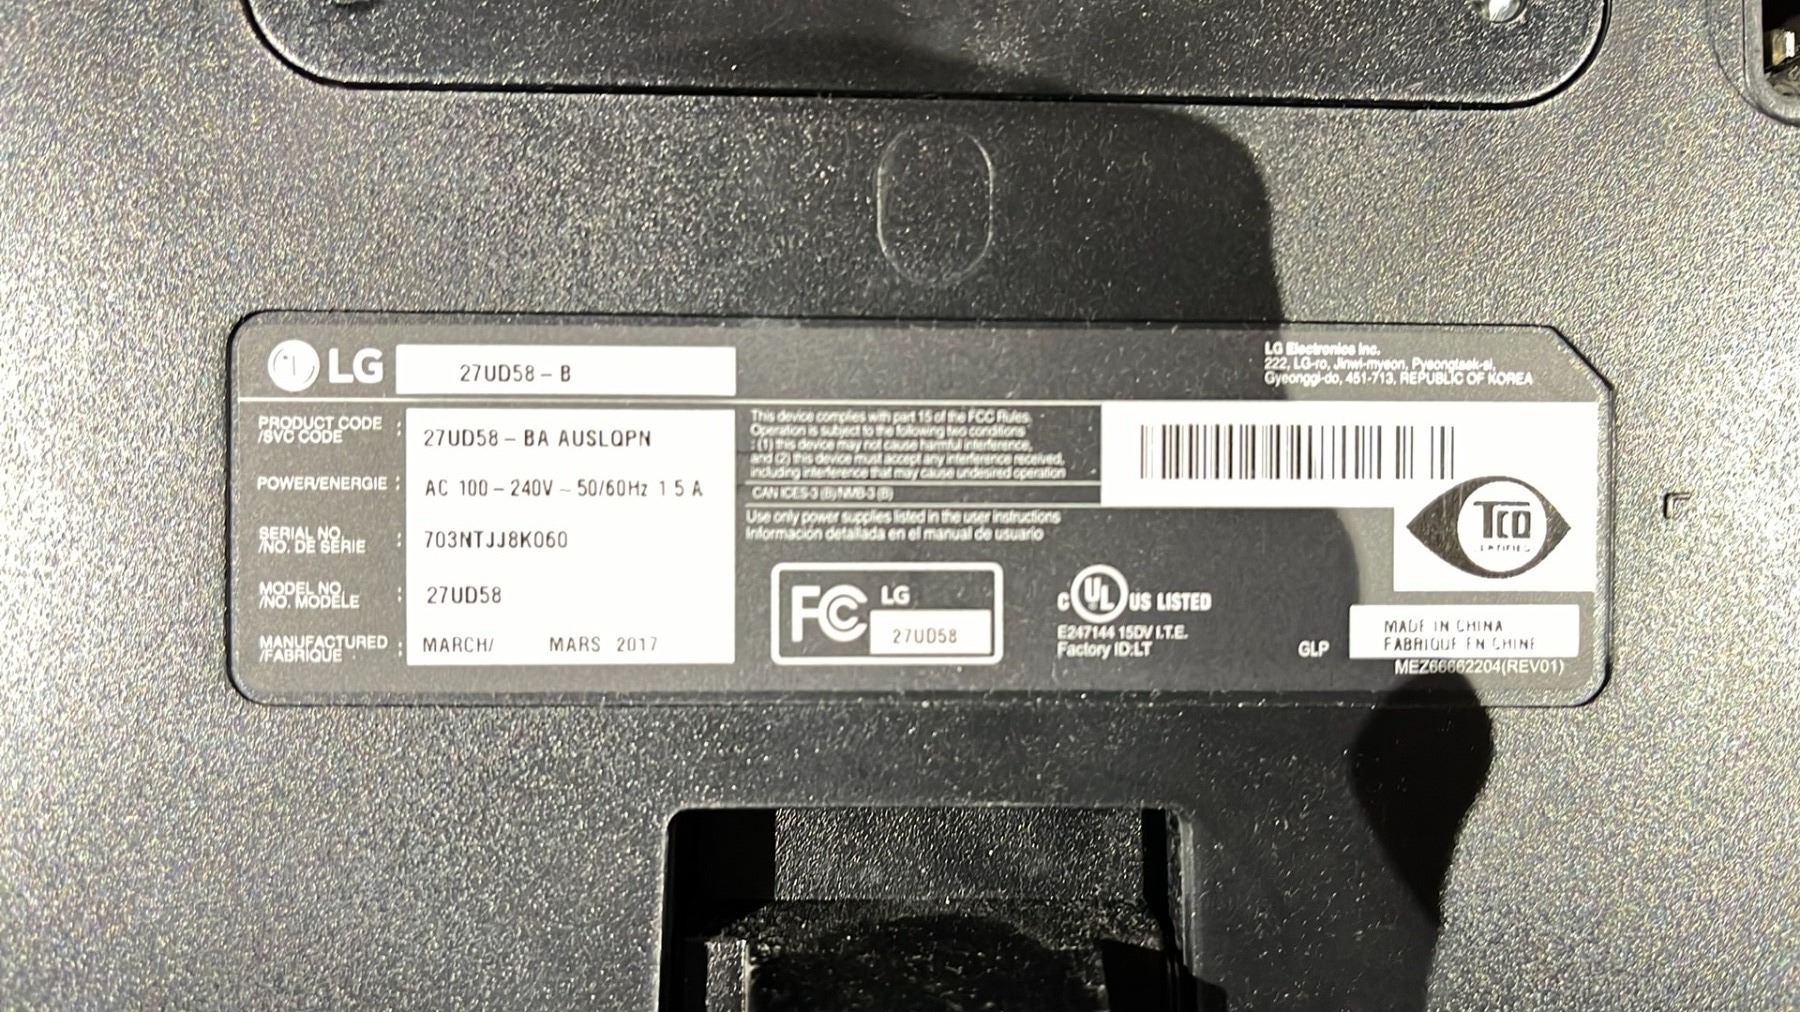 LG 27UD58 – B
LG Electronics Inc.
222, LG-ro, Jinwi-myeon, Pyeongtaek-si,
Gyeonggi-do, 451-713, REPUBLIC OF KOREA
PRODUCT CODE
/SVC CODE : 27UD58 – BA AUSLQPN
POWER/ENERGIE : AC 100 – 240V ~ 50/60Hz 1 5 A
SERIAL NO.
/NO. DE SERIE : 703NTJJ8K060
MODEL NO.
/NO. MODELE : 27UD58
MANUFACTURED
/FABRIQUE : MARCH/ MARS 2017
This device complies with part 15 of the FCC Rules.
Operation is subject to the following two conditions
: (1) this device may not cause harmful interference,
and (2) this device must accept any interference received,
including interference that may cause undesired operation
CAN ICES-3 (B)/NMB-3 (B)
Use only power supplies listed in the user instructions
Información detallada en el manual de usuario
FC LG
27UD58
C UL US LISTED
E247144 15DV I.T.E.
Factory ID:LT
TCO
CERTIFIED
GLP
MADE IN CHINA
FABRIQUE EN CHINE
MEZ66662204(REV01)